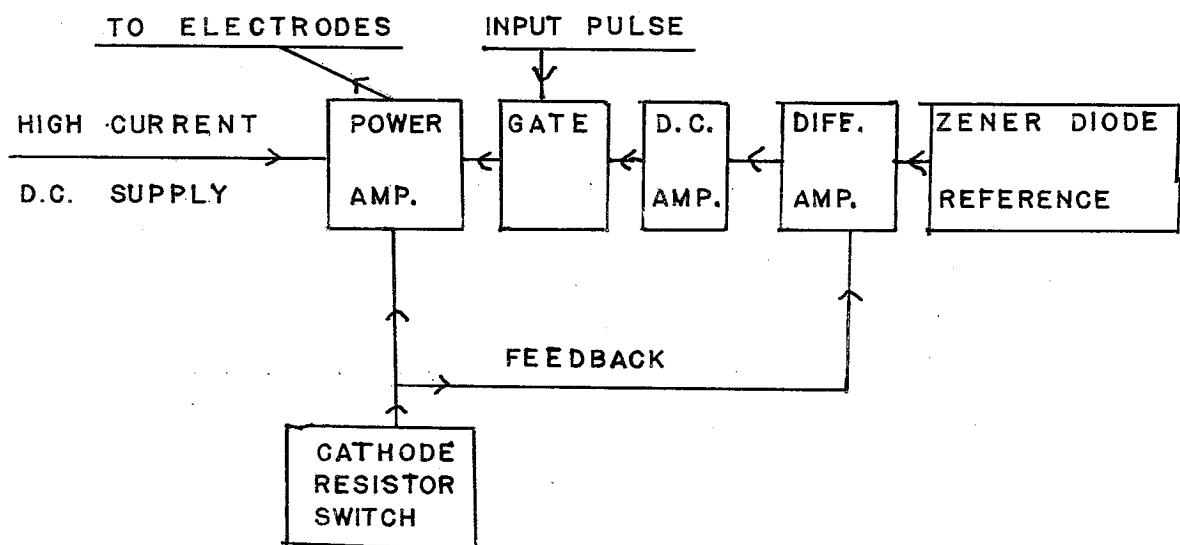 TO ELECTRODES
INPUT PULSE
HIGH CURRENT
D.C. SUPPLY
POWER
AMP.
GATE
D.C.
AMP.
DIFE.
AMP.
ZENER DIODE
REFERENCE
FEEDBACK
CATHODE
RESISTOR
SWITCH